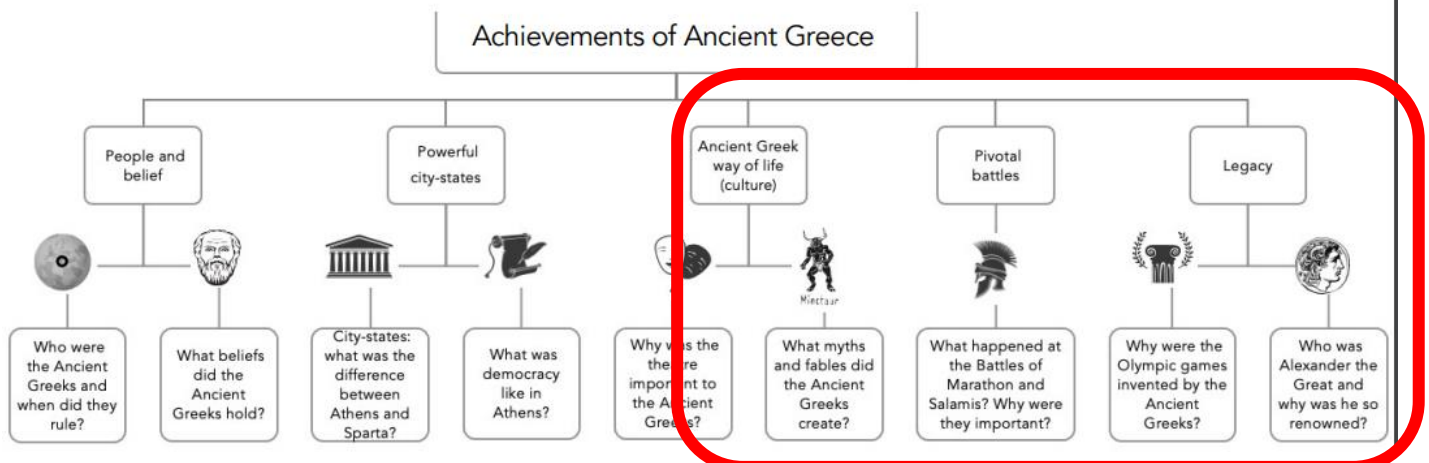 Achievements of Ancient Greece
People and
belief
Powerful
city-states
Ancient Greek
way of life
(culture)
Pivotal
battles
Legacy
Minotaur
Who were
the Ancient
Greeks and
when did they
rule?
What beliefs
did the
Ancient
Greeks hold?
City-states:
what was the
difference
between
Athens and
Sparta?
What was
democracy
like in
Athens?
Why was the
theatre
important to
the Ancient
Greeks?
What myths
and fables did
the Ancient
Greeks
create?
What happened at
the Battles of
Marathon and
Salamis? Why were
they important?
Why were the
Olympic games
invented by the
Ancient
Greeks?
Who was
Alexander the
Great and
why was he so
renowned?